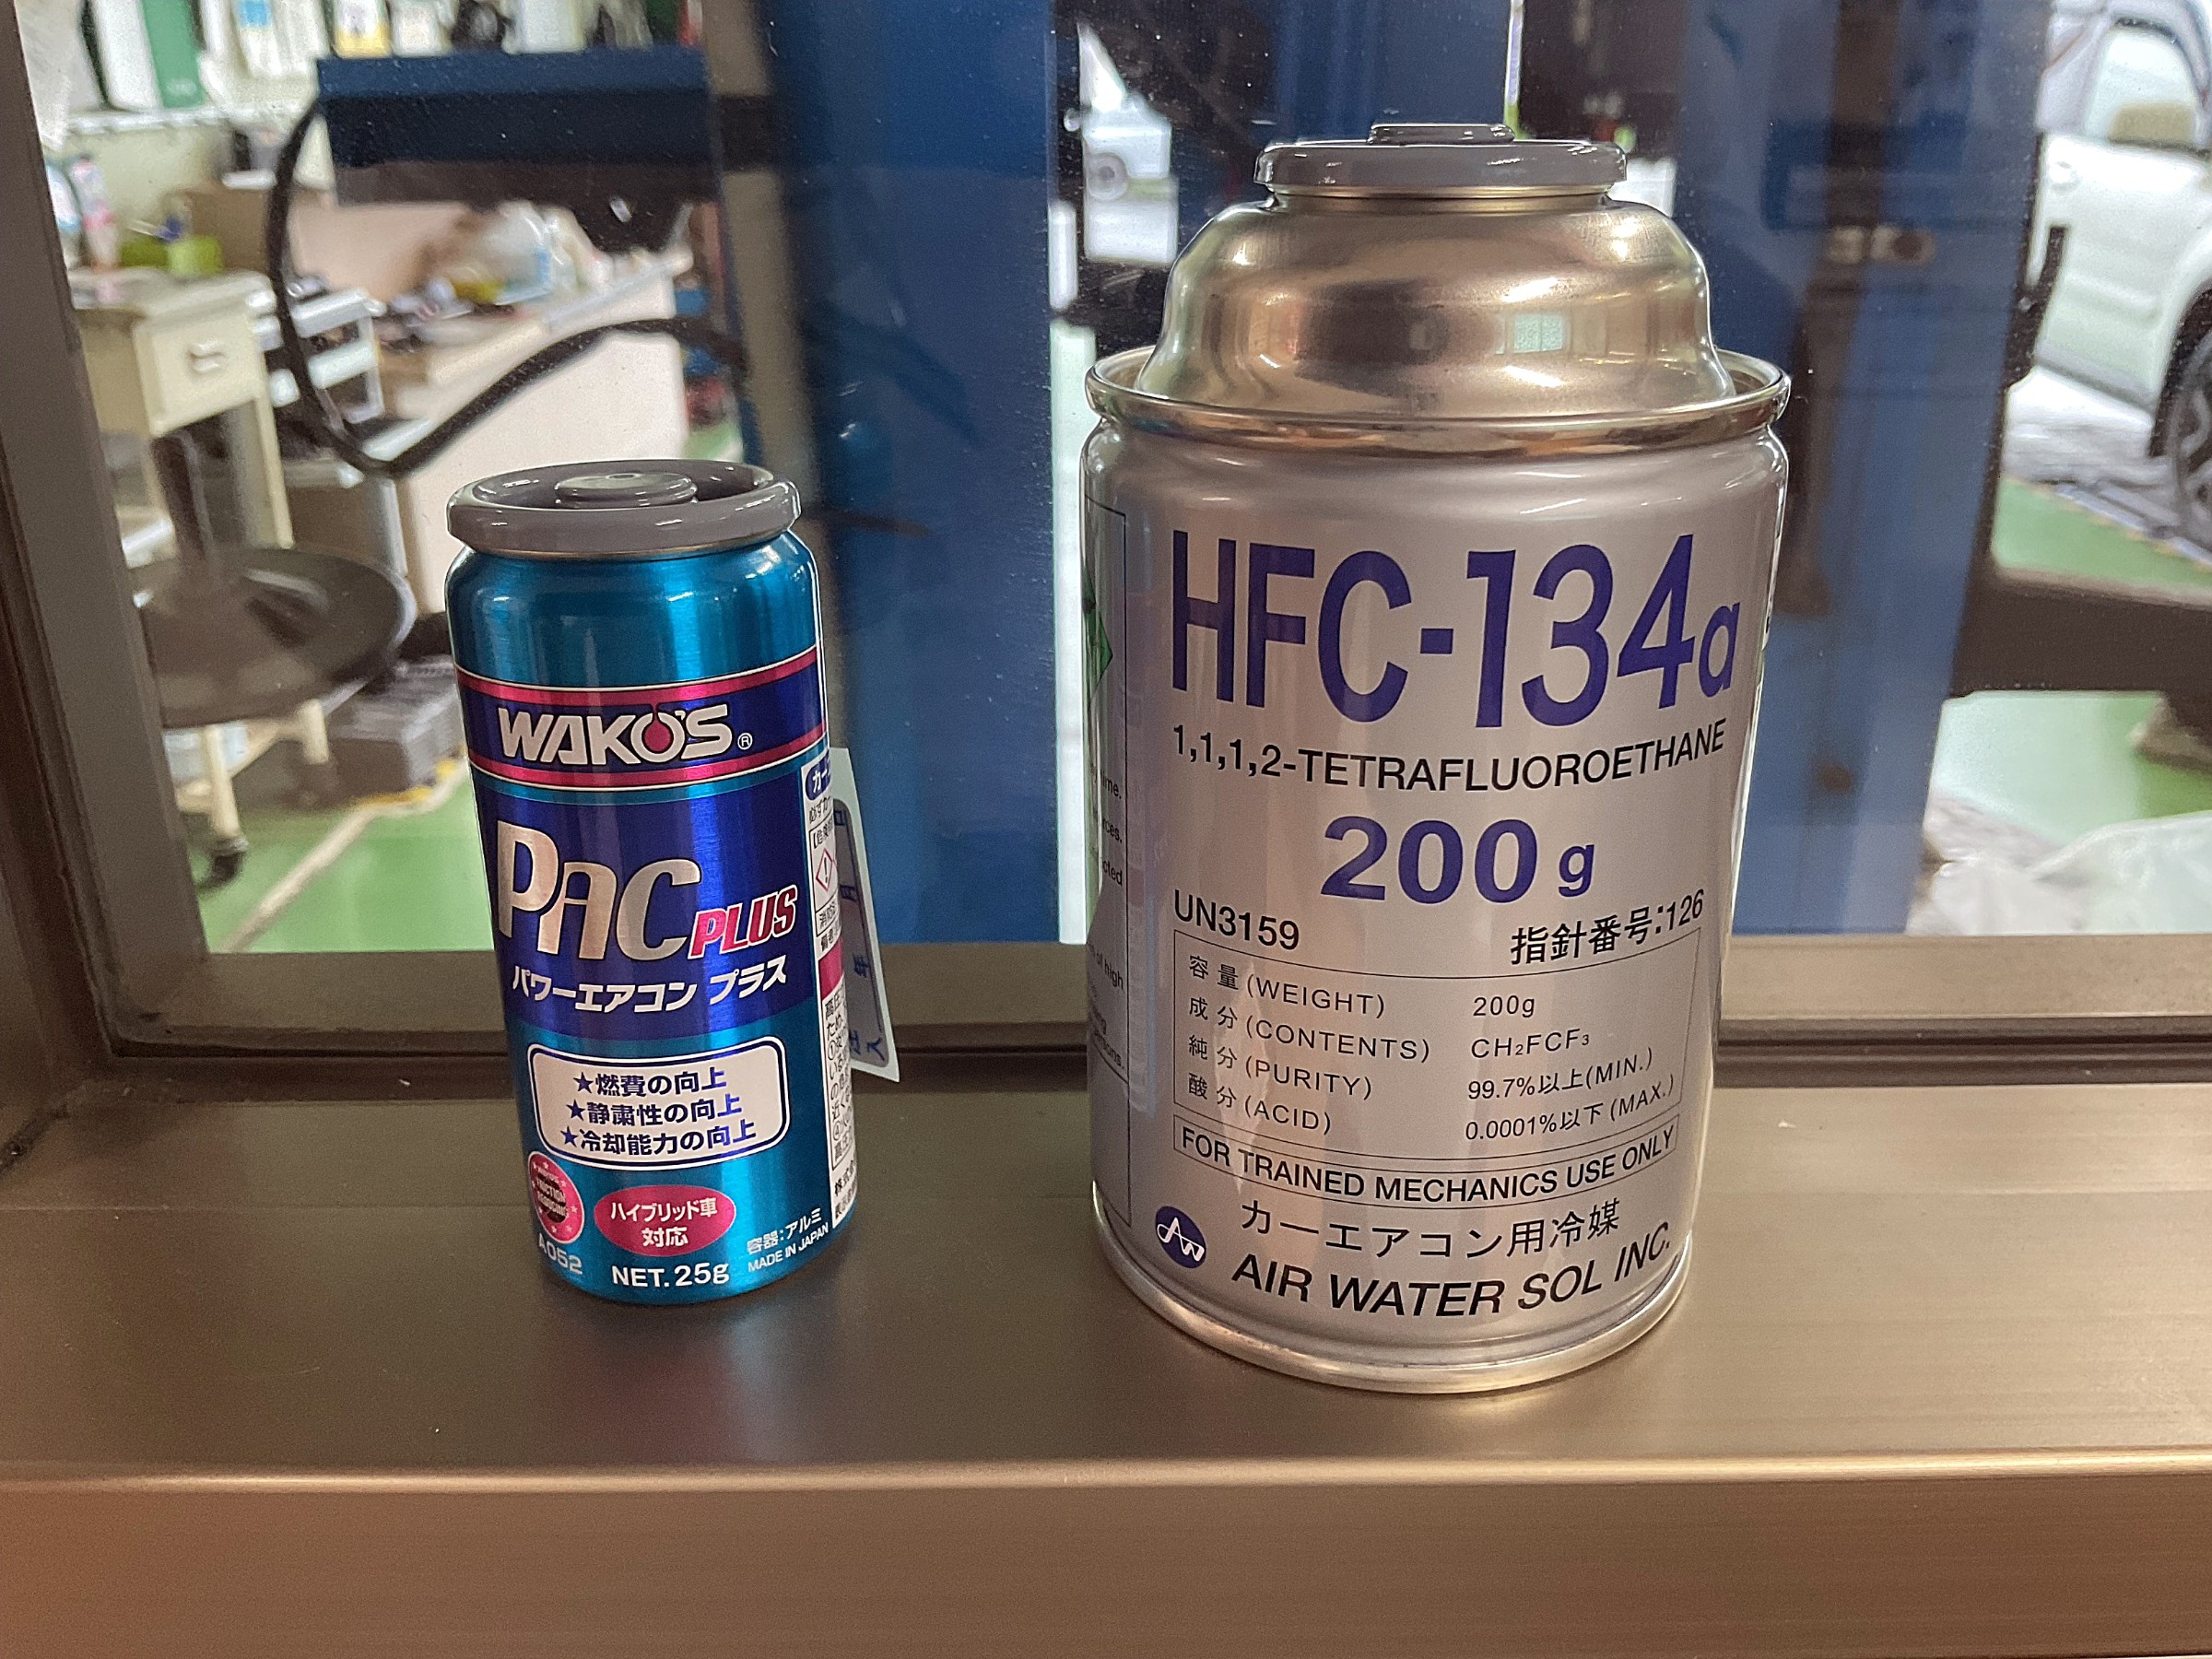 WAKO'S®
PAC PLUS
パワーエアコン プラス
★燃費の向上
★静粛性の向上
★冷却能力の向上
ハイブリッド車
対応
A052
容器:アルミ
MADE IN JAPAN
NET.25g
HFC-134a
1,1,1,2-TETRAFLUOROETHANE
200g
UN3159 指針番号:126
容量(WEIGHT) 200g
成分(CONTENTS) CH₂FCF₃
純分(PURITY) 99.7%以上(MIN.)
酸分(ACID) 0.0001%以下(MAX.)
FOR TRAINED MECHANICS USE ONLY
カーエアコン用冷媒
AIR WATER SOL INC.